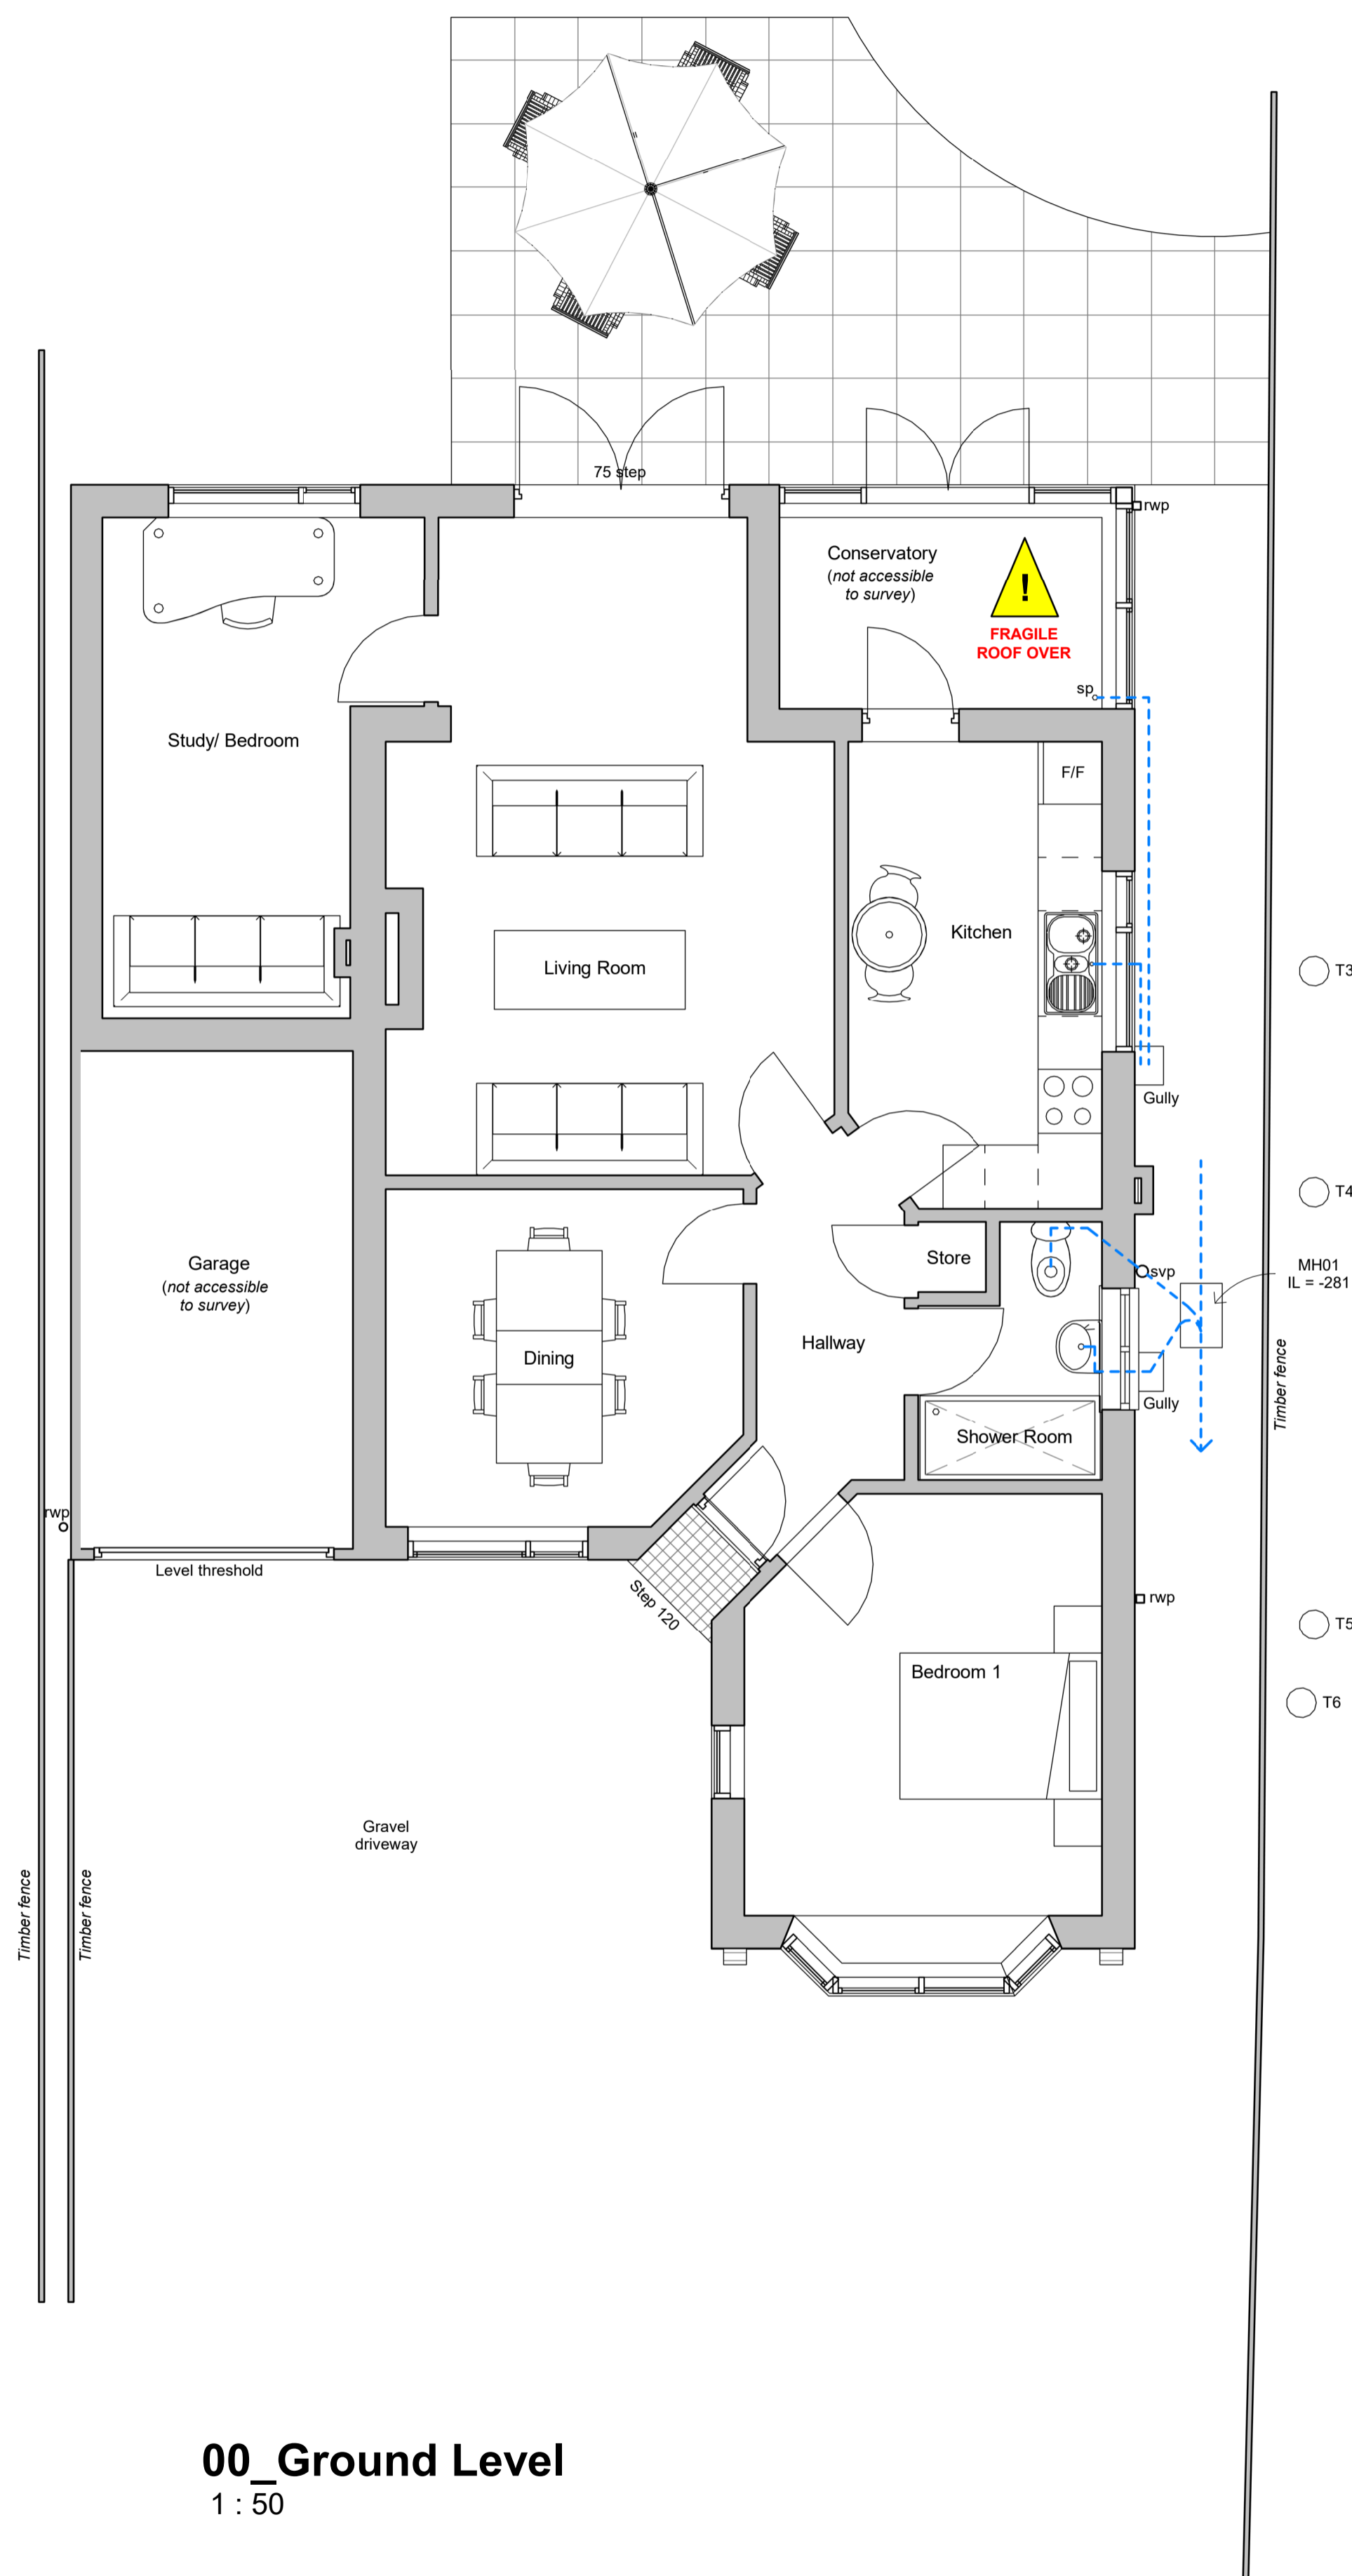 75 step
rwp
Conservatory
(not accessible
to survey)
!
FRAGILE
ROOF OVER
sp
Study/ Bedroom
F/F
Kitchen
Living Room
T3
Gully
T4
Store
Garage
(not accessible
to survey)
svp
MH01
IL = -281
Hallway
Dining
Timber fence
Gully
Shower Room
rwp
Level threshold
Step 120
rwp
T5
Bedroom 1
T6
Gravel
driveway
Timber fence
Timber fence
00_Ground Level
1 : 50